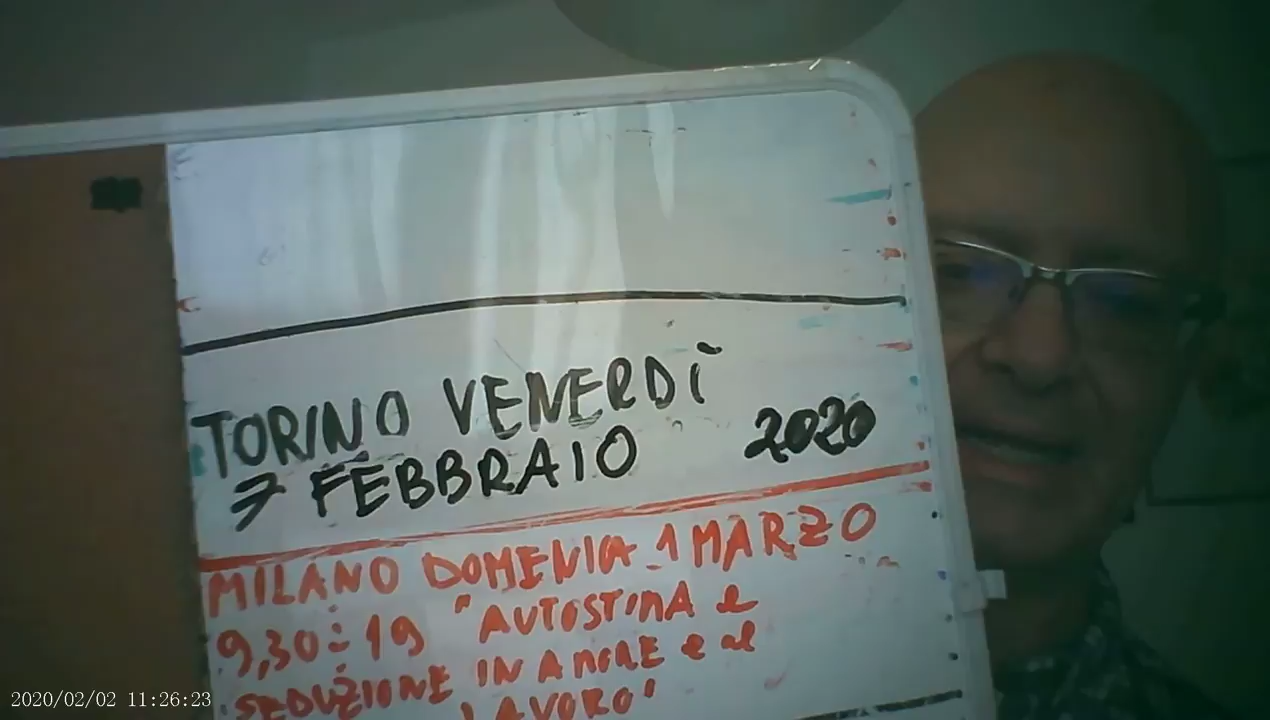 TORINO VENERDÌ
7 FEBBRAIO 2020
MILANO DOMENIA 1 MARZO
9,30÷19 "AUTOSTIMA e
SEDUZIONE IN AMORE e al
LAVORO"
2020/02/02 11:26:23